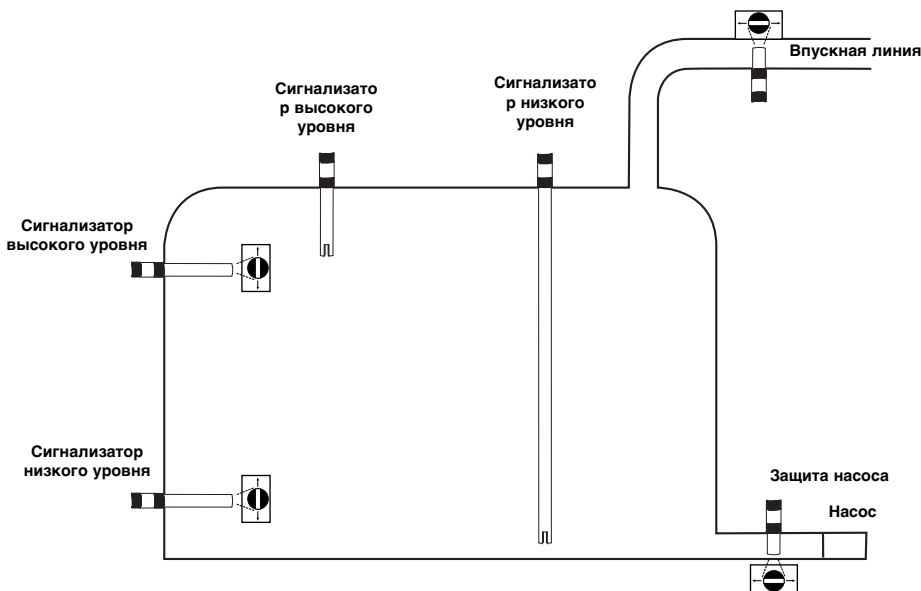 Впускная линия
Сигнализато
р высокого
уровня
Сигнализато
р низкого
уровня
Сигнализатор
высокого уровня
Сигнализатор
низкого уровня
Защита насоса
Насос